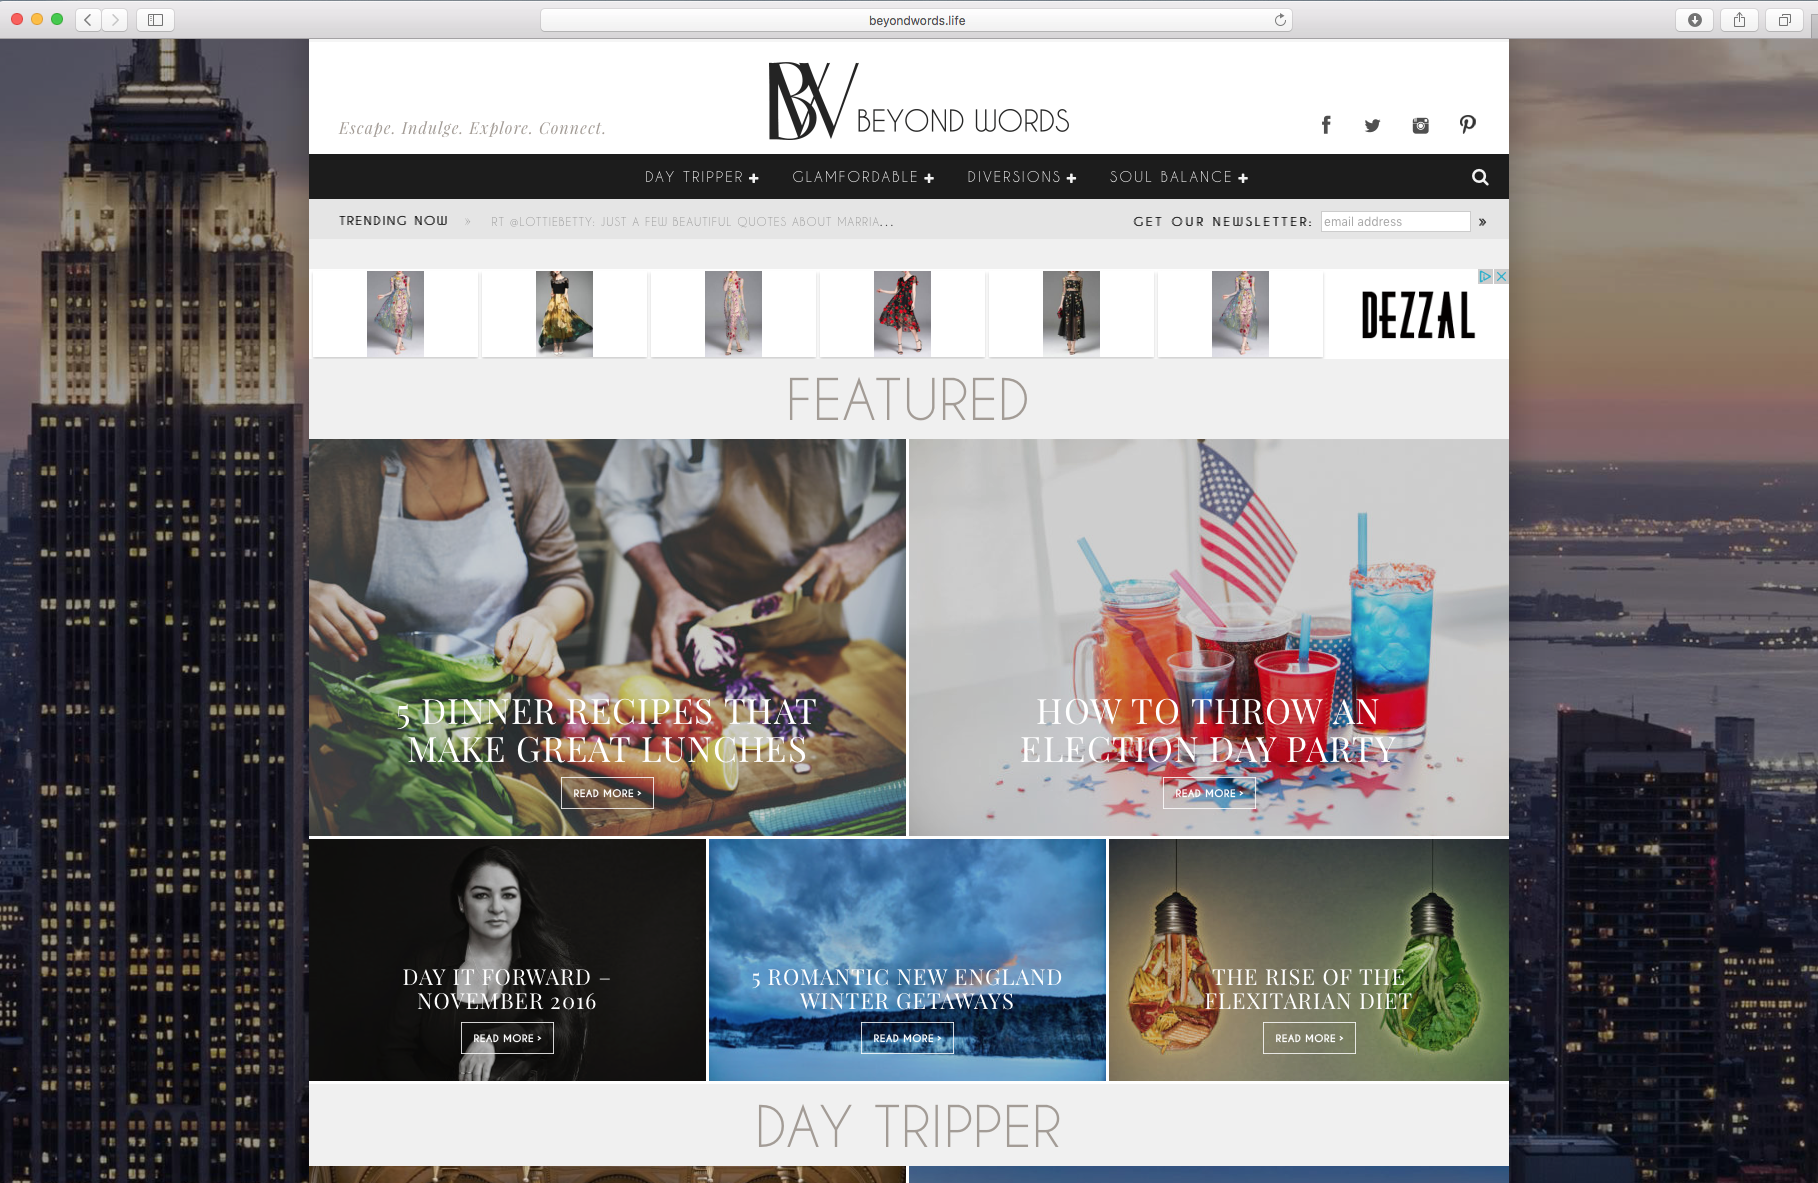 beyondwords.life
BV BEYOND WORDS
Escape. Indulge. Explore. Connect.
DAY TRIPPER + GLAMFORDABLE + DIVERSIONS + SOUL BALANCE +
TRENDING NOW » RT @LOTTIEBETTY: JUST A FEW BEAUTIFUL QUOTES ABOUT MARRIA...
GET OUR NEWSLETTER: email address »
DEZZAL
FEATURED
5 DINNER RECIPES THAT
MAKE GREAT LUNCHES
READ MORE >
HOW TO THROW AN
ELECTION DAY PARTY
READ MORE >
DAY IT FORWARD –
NOVEMBER 2016
READ MORE >
5 ROMANTIC NEW ENGLAND
WINTER GETAWAYS
READ MORE >
THE RISE OF THE
FLEXITARIAN DIET
READ MORE >
DAY TRIPPER